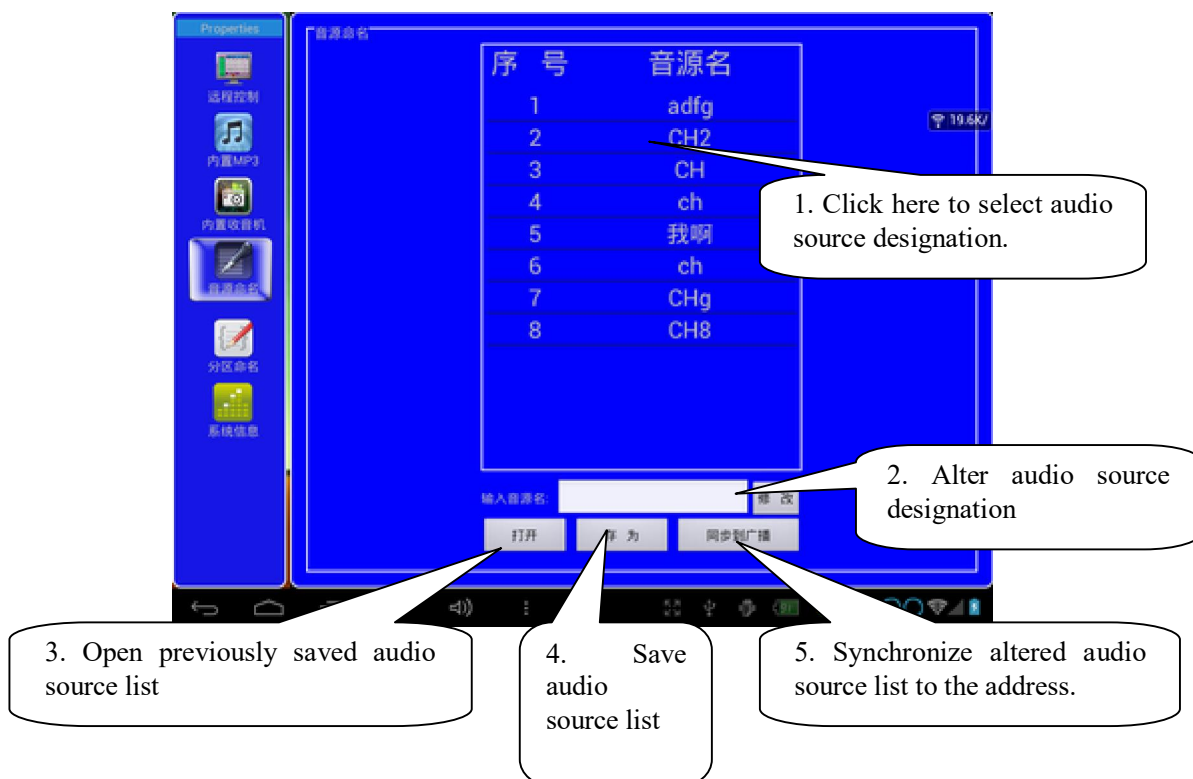 Properties
远程控制
内置MP3
内置收音机
音源命名
分区命名
系统信息
音源命名
序 号 音源名
1 adfg
2 CH2
3 CH
4 ch
5 我啊
6 ch
7 CHg
8 CH8
19.6K/
输入音源名:
修 改
打开
存 为
同步到广播
1. Click here to select audio
source designation.
2. Alter audio source
designation
3. Open previously saved audio
source list
4. Save
audio
source list
5. Synchronize altered audio
source list to the address.